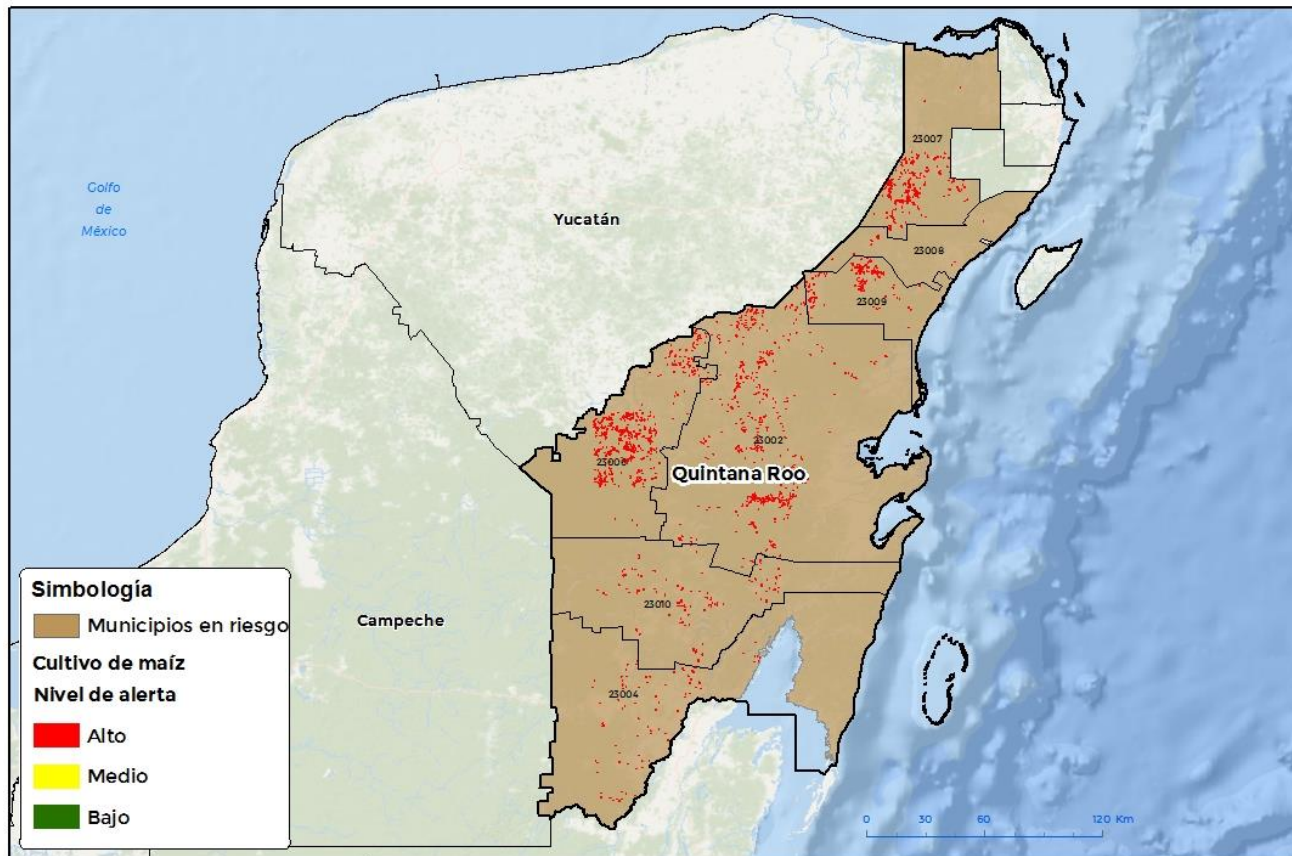 Golfo
de
México
Yucatán
23007
23008
23009
23002
23006
Quintana Roo
23010
23004
Campeche
Simbología
Municipios en riesgo
Cultivo de maíz
Nivel de alerta
Alto
Medio
Bajo
0 30 60 120 Km